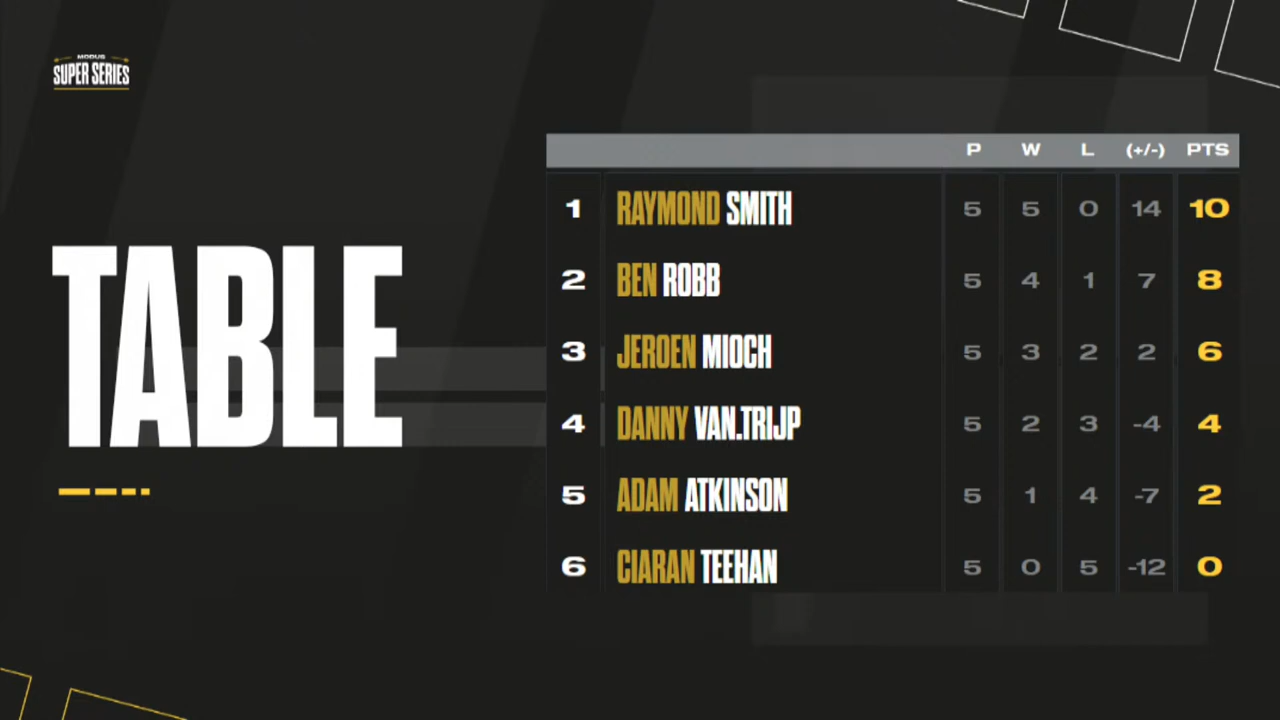 MODUS
SUPER SERIES
TABLE
P W L (+/-) PTS
1 RAYMOND SMITH 5 5 0 14 10
2 BEN ROBB 5 4 1 7 8
3 JEROEN MIOCH 5 3 2 2 6
4 DANNY VAN.TRIJP 5 2 3 -4 4
5 ADAM ATKINSON 5 1 4 -7 2
6 CIARAN TEEHAN 5 0 5 -12 0